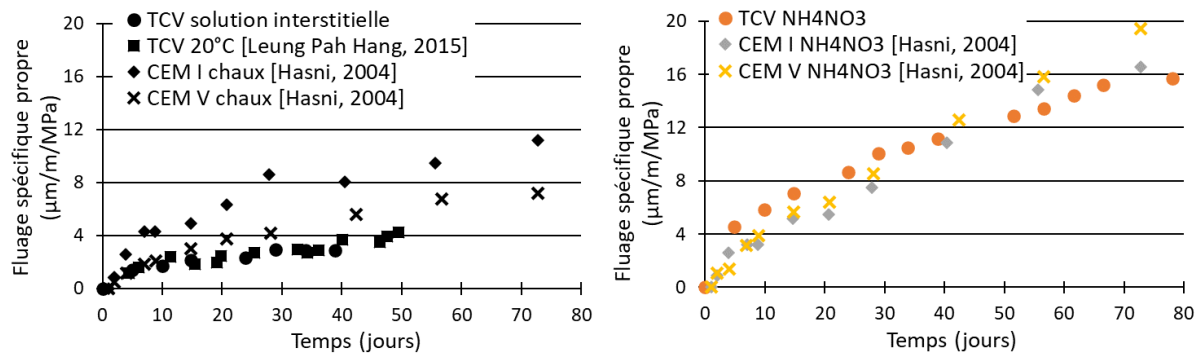 Fluage spécifique propre
(µm/m/MPa)
20
16
12
8
4
0
TCV solution interstitielle
TCV 20°C [Leung Pah Hang, 2015]
CEM I chaux [Hasni, 2004]
CEM V chaux [Hasni, 2004]
0 10 20 30 40 50 60 70 80
Temps (jours)
Fluage spécifique propre
(µm/m/MPa)
20
16
12
8
4
0
TCV NH4NO3
CEM I NH4NO3 [Hasni, 2004]
CEM V NH4NO3 [Hasni, 2004]
0 10 20 30 40 50 60 70 80
Temps (jours)